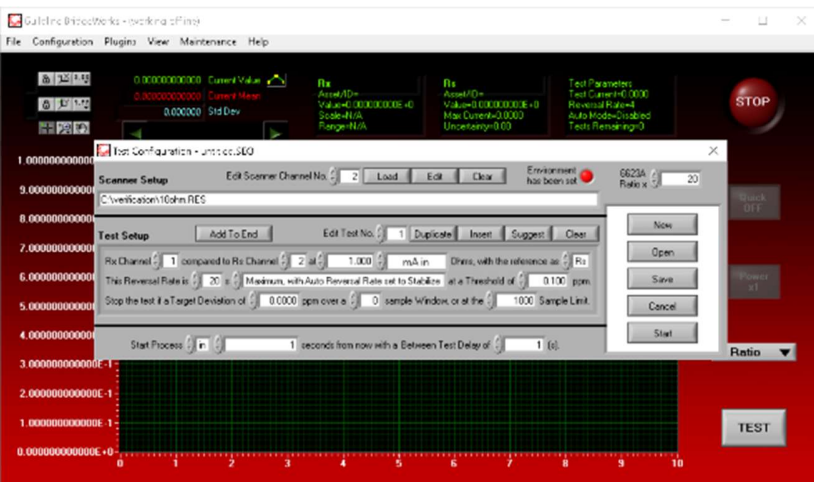 Guildline BridgeWorks - (working offline)
File Configuration Plugins View Maintenance Help
0.000000000000 Current Value
0.000000000000 Current Mean
0.000000 Std Dev
Rx
Asset/ID=
Value=0.000000000E+0
Scale=N/A
Range=N/A
Rs
Asset/ID=
Value=0.000000000E+0
Max Current=0.0000
Uncertainty=0.00
Test Parameters
Test Current=0.0000
Reversal Rate=4
Auto Mode=Disabled
Tests Remaining=0
STOP
Test Configuration - untitled.SEQ
Scanner Setup
Edit Scanner Channel No. 2 Load Edit Clear
Environment
has been set
6623A
Ratio x 20
C:\verification\10ohm.RES
Test Setup
Add To End
Edit Test No. 1 Duplicate Insert Suggest Clear
Rx Channel 1 compared to Rs Channel 2 at 1.000 mA in Ohms, with the reference as Rs
This Reversal Rate is 20 s Maximum, with Auto Reversal Rate set to Stabilize at a Threshold of 0.100 ppm.
Stop the test if a Target Deviation of 0.0000 ppm over a 0 sample Window, or at the 1000 Sample Limit.
Start Process in 1 seconds from now with a Between Test Delay of 1 (s).
New
Open
Save
Cancel
Start
Quick
OFF
Power
x1
Ratio
TEST
1.000000000000
9.00000000000
8.00000000000
7.00000000000
6.00000000000
5.00000000000
4.00000000000
3.000000000000E-1
2.000000000000E-1
1.000000000000E-1
0.000000000000E+0
0 1 2 3 4 5 6 7 8 9 10